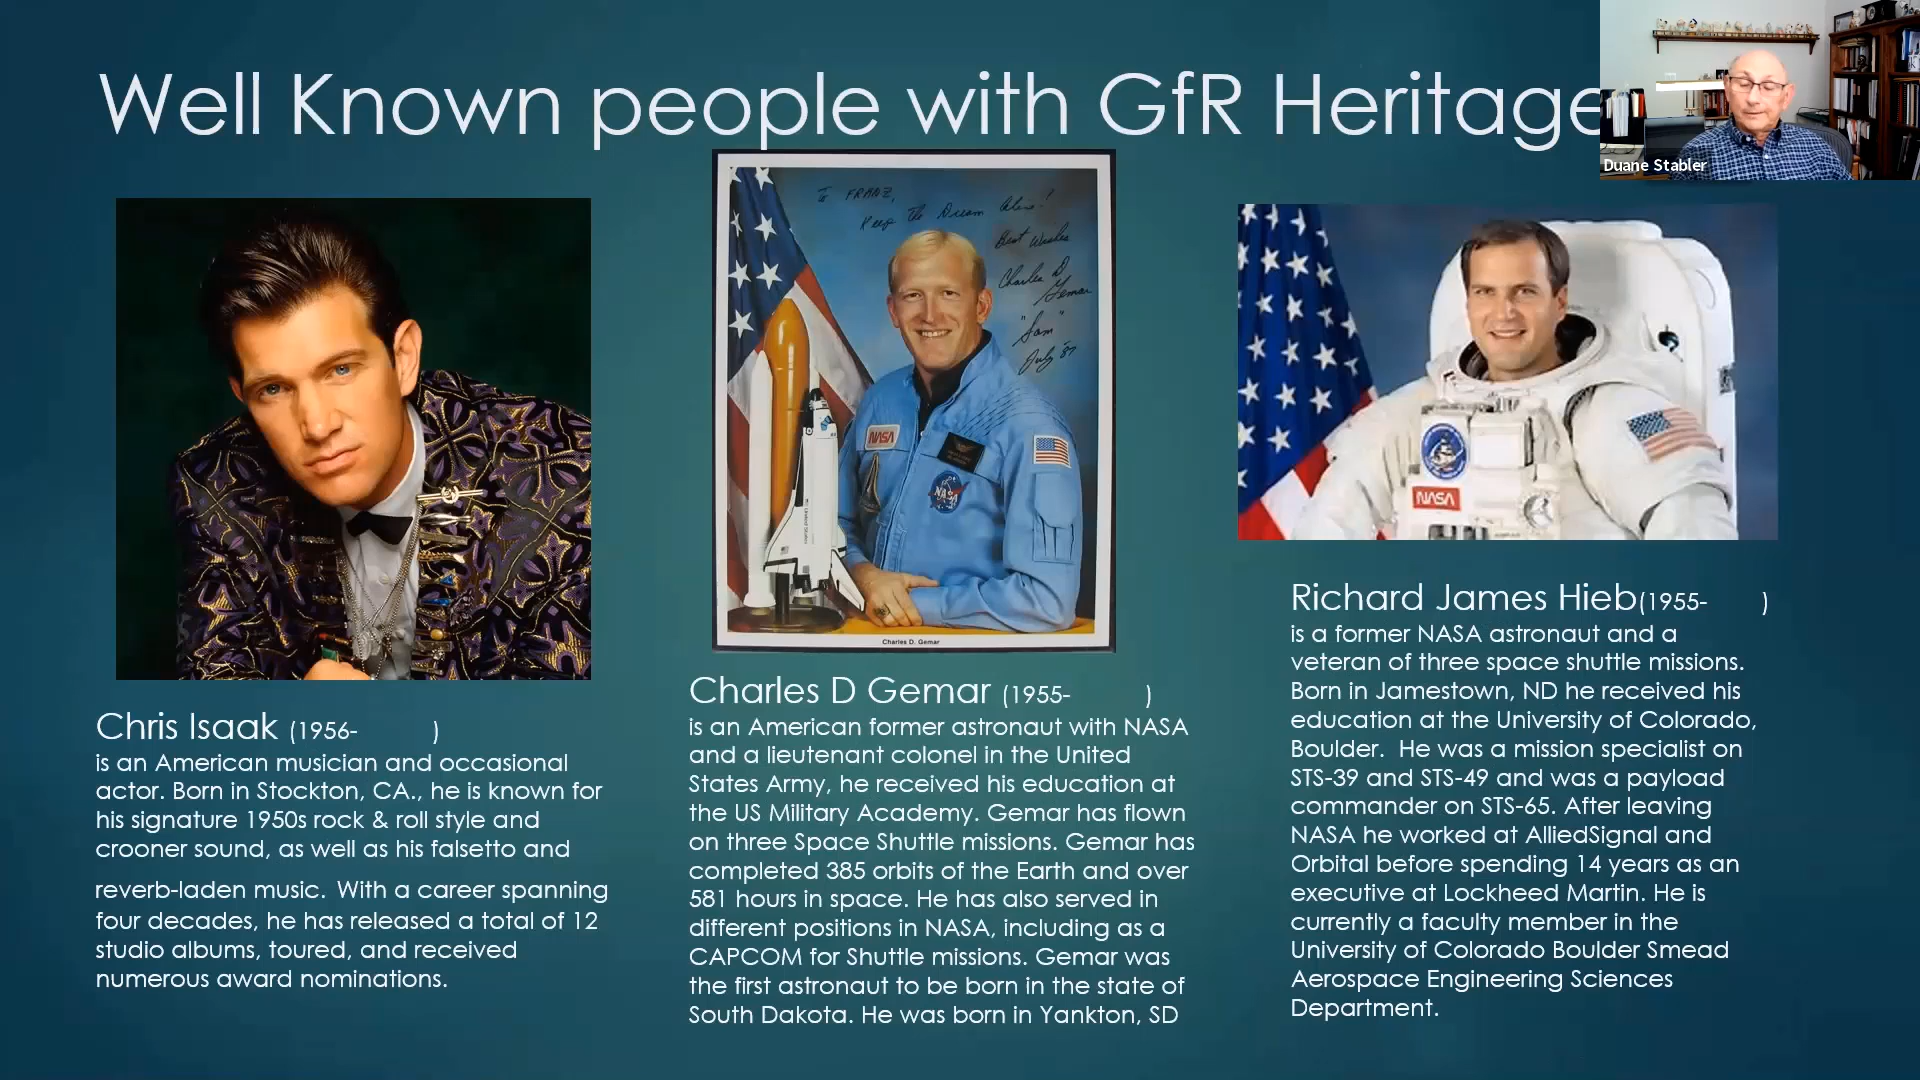 Well Known people with GfR Heritage
Duane Stabler
To FRANZ,
Keep the Dream Alive!
Best Wishes
Charles D
Gemar
"Sam"
July '87
NASA
NASA
Charles D. Gemar
NASA
Chris Isaak (1956- )
is an American musician and occasional
actor. Born in Stockton, CA., he is known for
his signature 1950s rock & roll style and
crooner sound, as well as his falsetto and
reverb-laden music. With a career spanning
four decades, he has released a total of 12
studio albums, toured, and received
numerous award nominations.
Charles D Gemar (1955- )
is an American former astronaut with NASA
and a lieutenant colonel in the United
States Army, he received his education at
the US Military Academy. Gemar has flown
on three Space Shuttle missions. Gemar has
completed 385 orbits of the Earth and over
581 hours in space. He has also served in
different positions in NASA, including as a
CAPCOM for Shuttle missions. Gemar was
the first astronaut to be born in the state of
South Dakota. He was born in Yankton, SD
Richard James Hieb(1955- )
is a former NASA astronaut and a
veteran of three space shuttle missions.
Born in Jamestown, ND he received his
education at the University of Colorado,
Boulder. He was a mission specialist on
STS-39 and STS-49 and was a payload
commander on STS-65. After leaving
NASA he worked at AlliedSignal and
Orbital before spending 14 years as an
executive at Lockheed Martin. He is
currently a faculty member in the
University of Colorado Boulder Smead
Aerospace Engineering Sciences
Department.